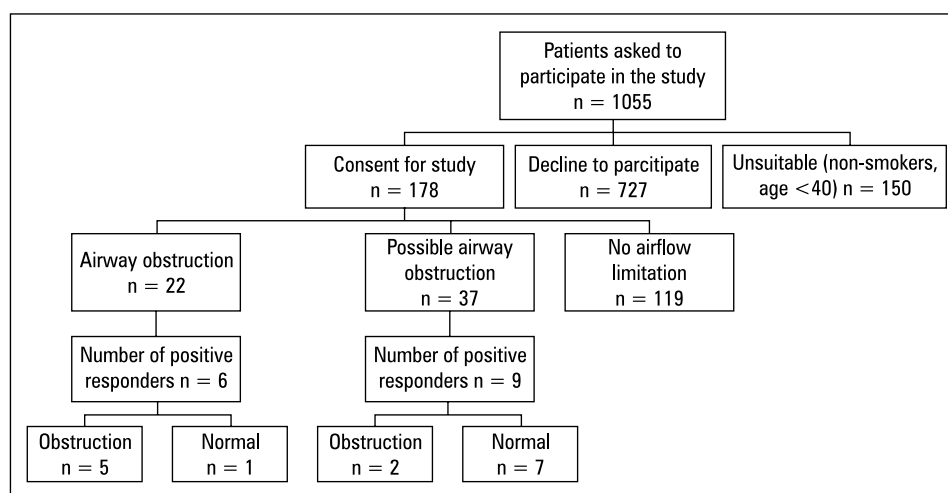 Patients asked to
participate in the study
n = 1055
Consent for study
n = 178
Decline to parcitipate
n = 727
Unsuitable (non-smokers,
age <40) n = 150
Airway obstruction
n = 22
Possible airway
obstruction
n = 37
No airflow
limitation
n = 119
Number of positive
responders n = 6
Number of positive
responders n = 9
Obstruction
n = 5
Normal
n = 1
Obstruction
n = 2
Normal
n = 7